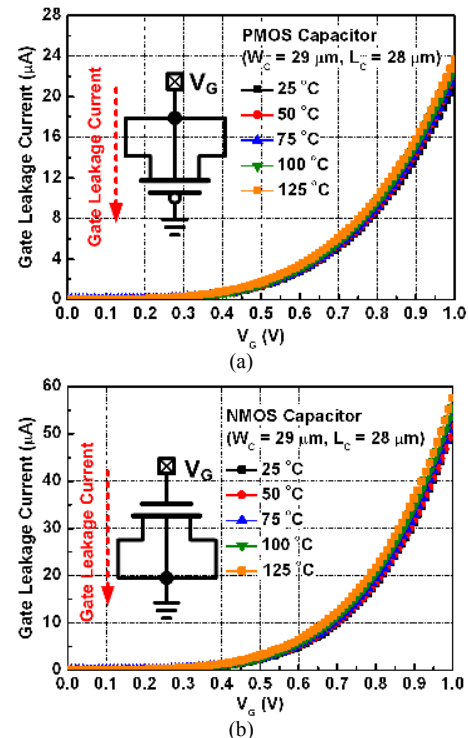 PMOS Capacitor
(W_C = 29 μm, L_C = 28 μm)
25 °C
50 °C
75 °C
100 °C
125 °C
V_G
Gate Leakage Current
Gate Leakage Current (μA)
28
24
20
16
12
8
4
0
0.0 0.1 0.2 0.3 0.4 0.5 0.6 0.7 0.8 0.9 1.0
V_G (V)
(a)
NMOS Capacitor
(W_C = 29 μm, L_C = 28 μm)
25 °C
50 °C
75 °C
100 °C
125 °C
V_G
Gate Leakage Current
Gate Leakage Current (μA)
60
50
40
30
20
10
0
0.0 0.1 0.2 0.3 0.4 0.5 0.6 0.7 0.8 0.9 1.0
V_G (V)
(b)